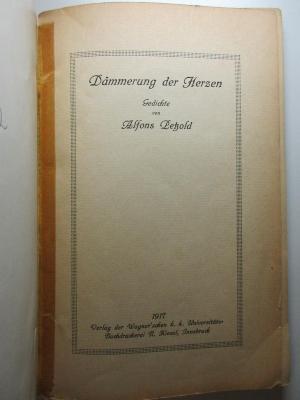 Dämmerung der Herzen
Gedichte
von
Alfons Petzold
1917
Verlag der Wagner'schen k. k. Universitäts-
Buchdruckerei R. Kiesel, Innsbruck